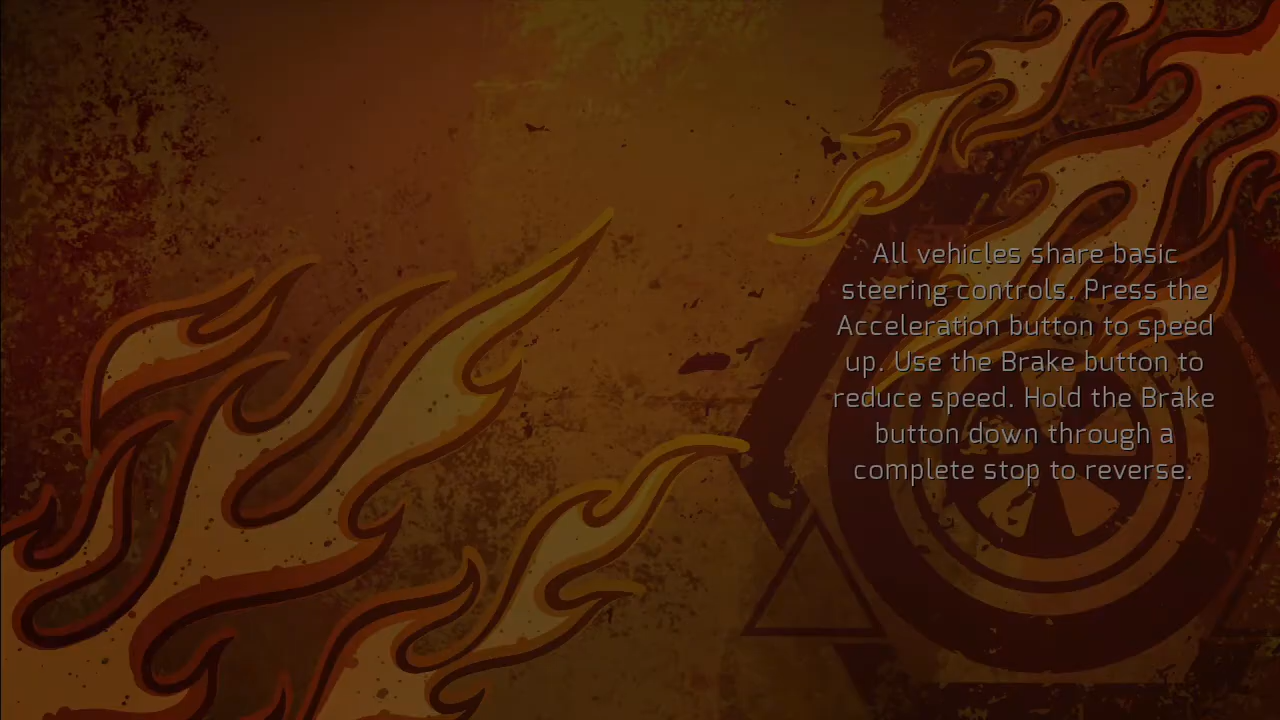 All vehicles share basic
steering controls. Press the
Acceleration button to speed
up. Use the Brake button to
reduce speed. Hold the Brake
button down through a
complete stop to reverse.